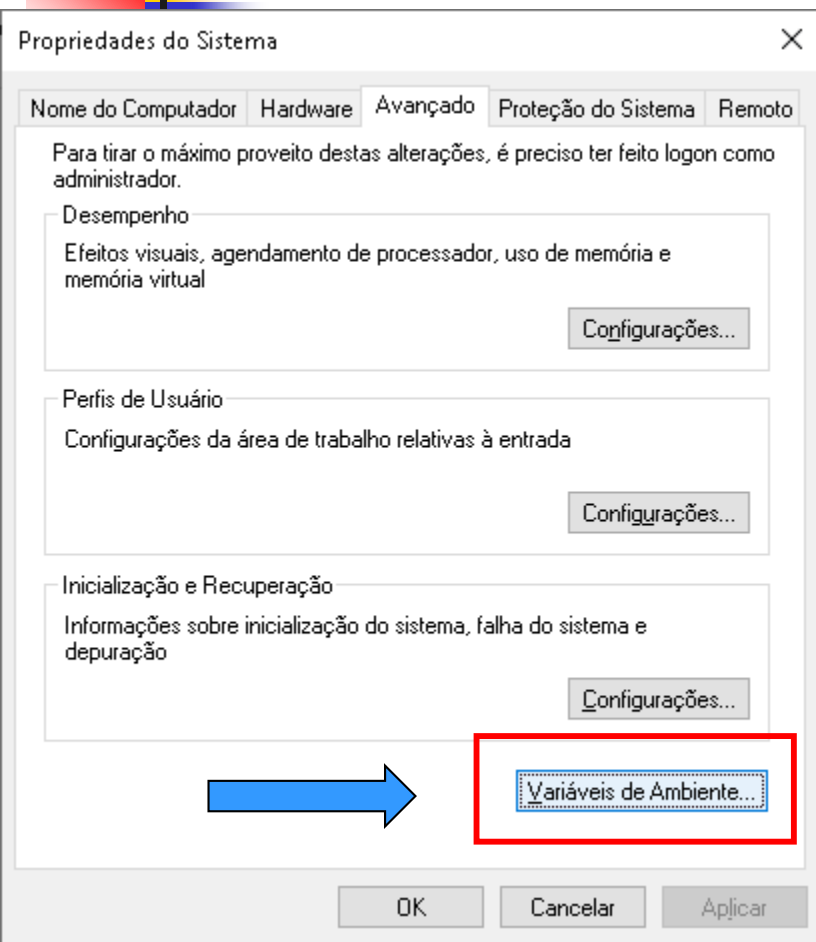 Propriedades do Sistema
Nome do Computador Hardware Avançado Proteção do Sistema Remoto
Para tirar o máximo proveito destas alterações, é preciso ter feito logon como
administrador.
Desempenho
Efeitos visuais, agendamento de processador, uso de memória e
memória virtual
Configurações...
Perfis de Usuário
Configurações da área de trabalho relativas à entrada
Configurações...
Inicialização e Recuperação
Informações sobre inicialização do sistema, falha do sistema e
depuração
Configurações...
Variáveis de Ambiente...
OK Cancelar Aplicar